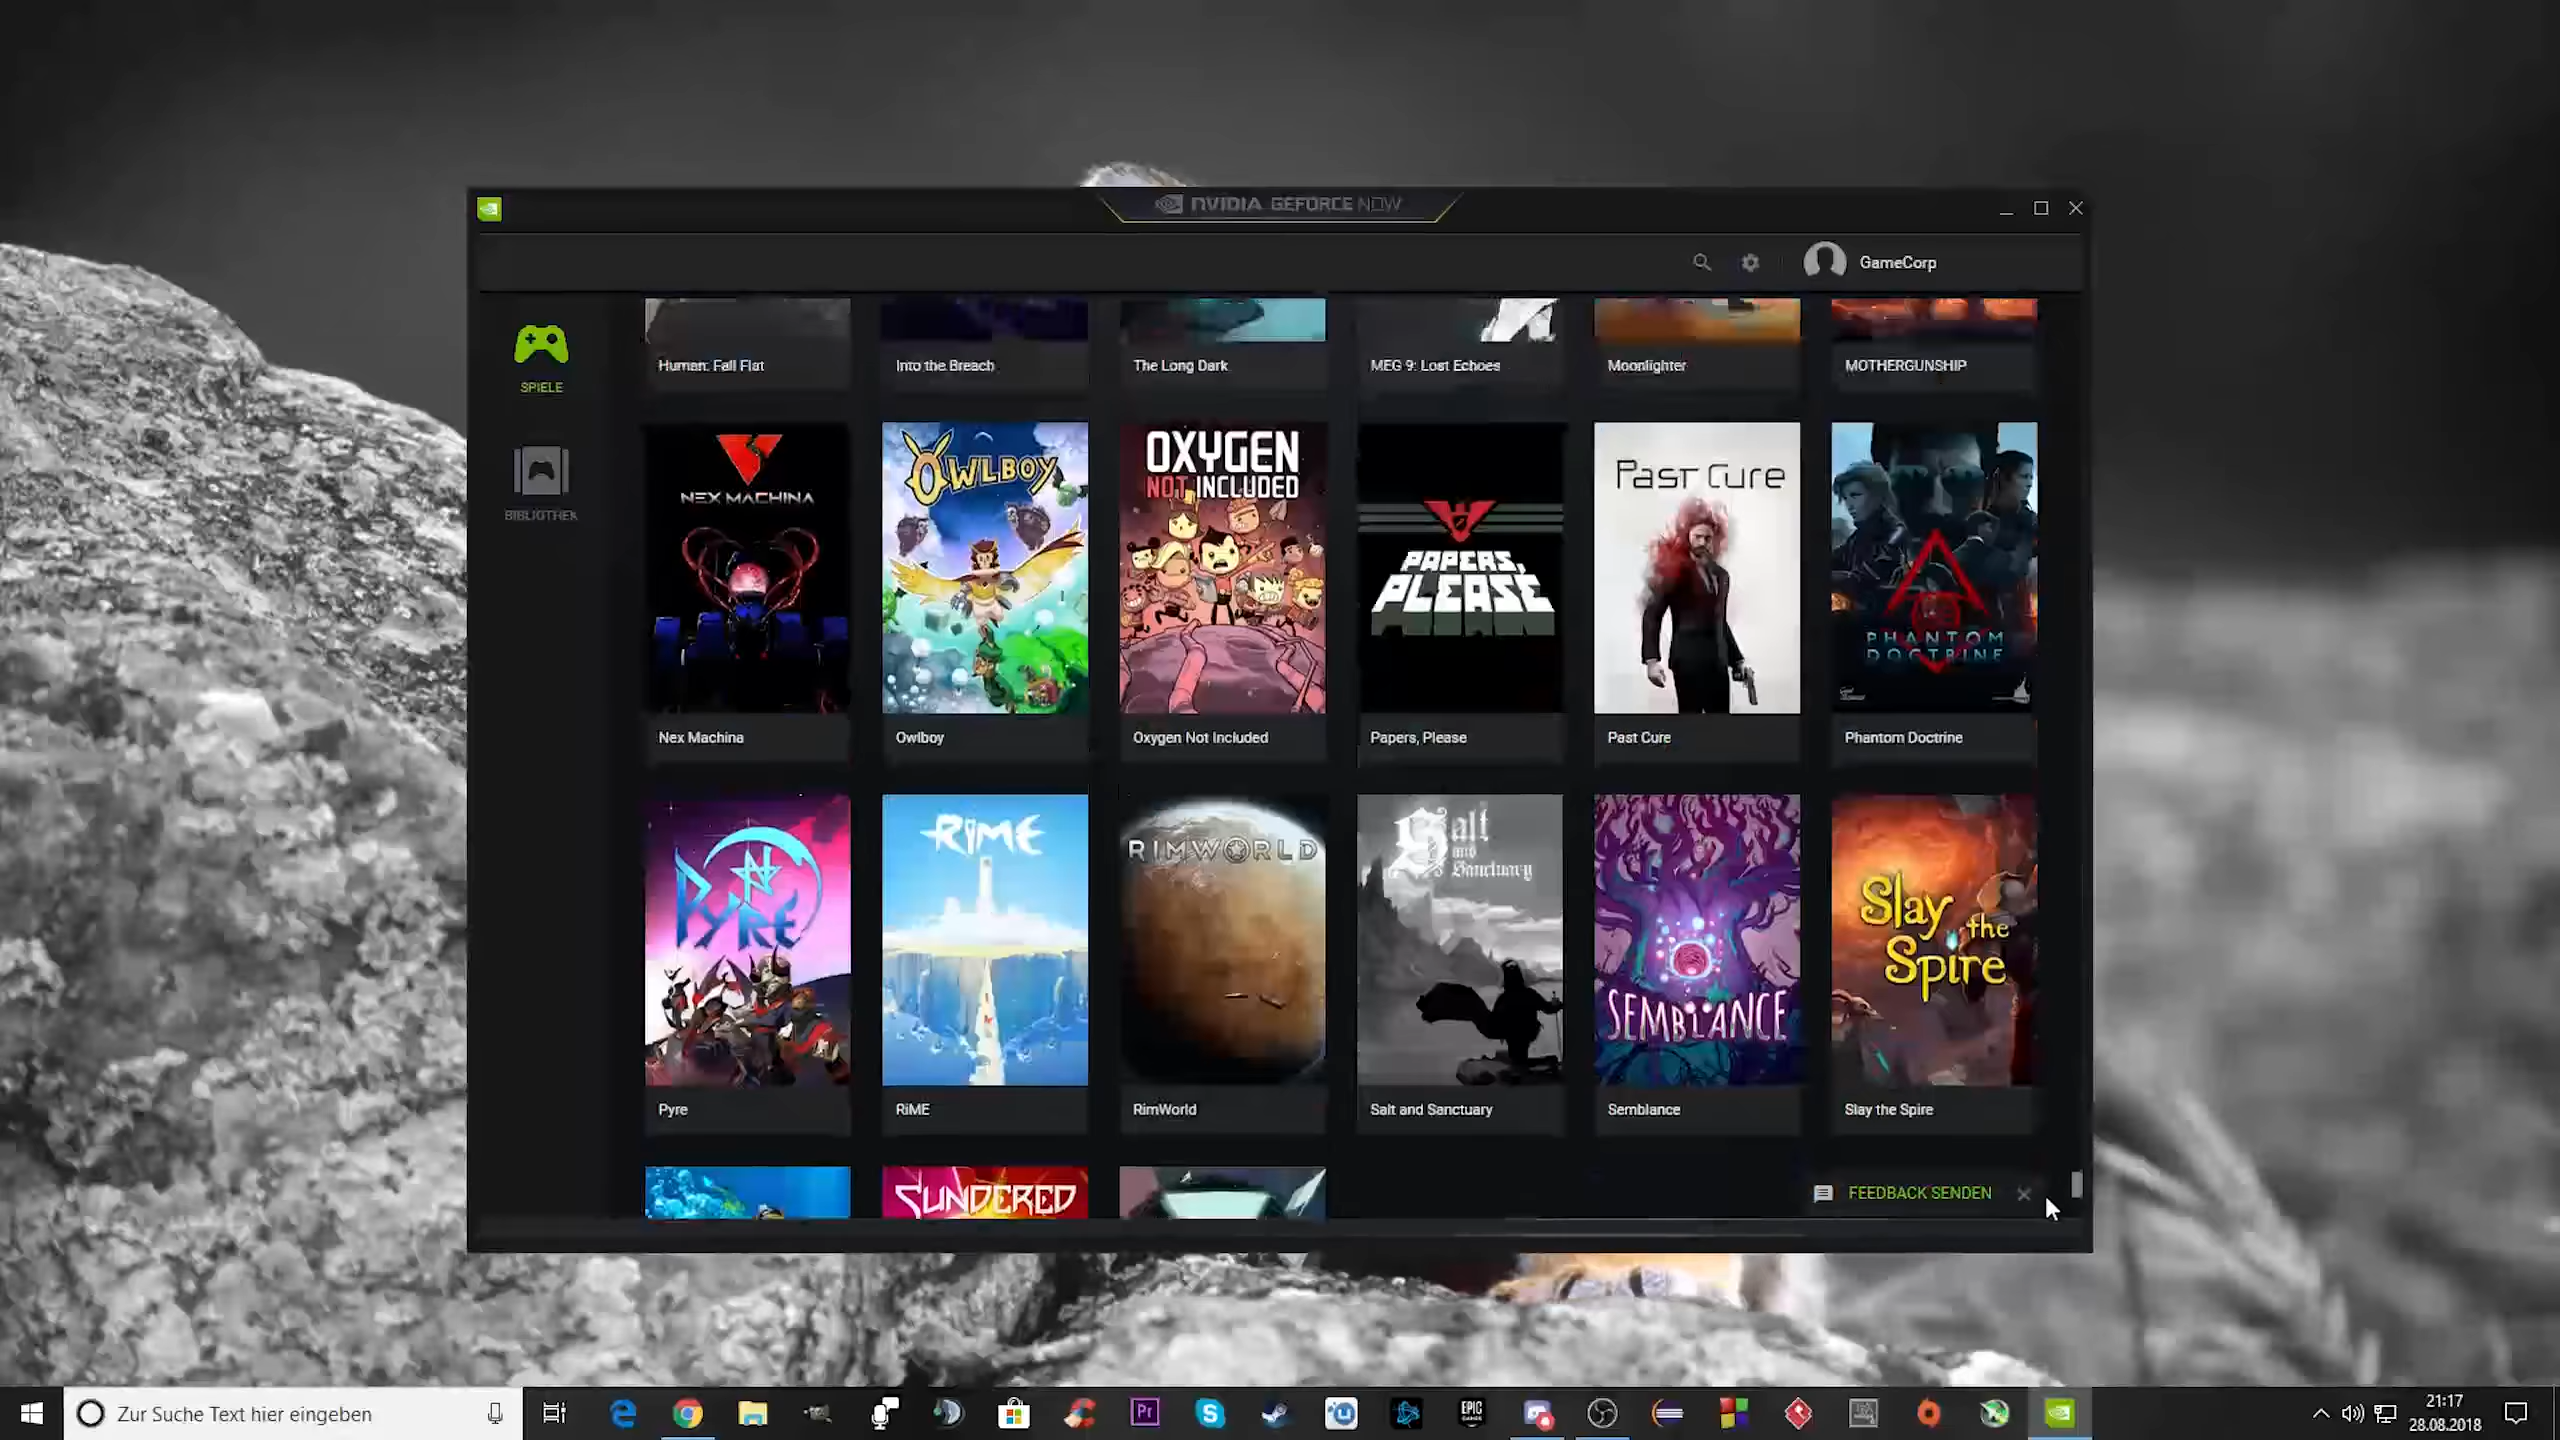 NVIDIA GEFORCE NOW
GameCorp
SPIELE
BIBLIOTHEK
Human: Fall Flat
Into the Breach
The Long Dark
MEG 9: Lost Echoes
Moonlighter
MOTHERGUNSHIP
NEX MACHINA
OWLBOY
OXYGEN
NOT INCLUDED
PAPERS,
PLEASE
PAST CURE
PHANTOM
DOCTRINE
Nex Machina
Owlboy
Oxygen Not Included
Papers, Please
Past Cure
Phantom Doctrine
PYRE
RiME
RIMWORLD
Salt
and
Sanctuary
SEMBLANCE
Slay
the
Spire
Pyre
RiME
RimWorld
Salt and Sanctuary
Semblance
Slay the Spire
SUNDERED
FEEDBACK SENDEN
Zur Suche Text hier eingeben
Pr
EPIC
GAMES
21:17
28.08.2018